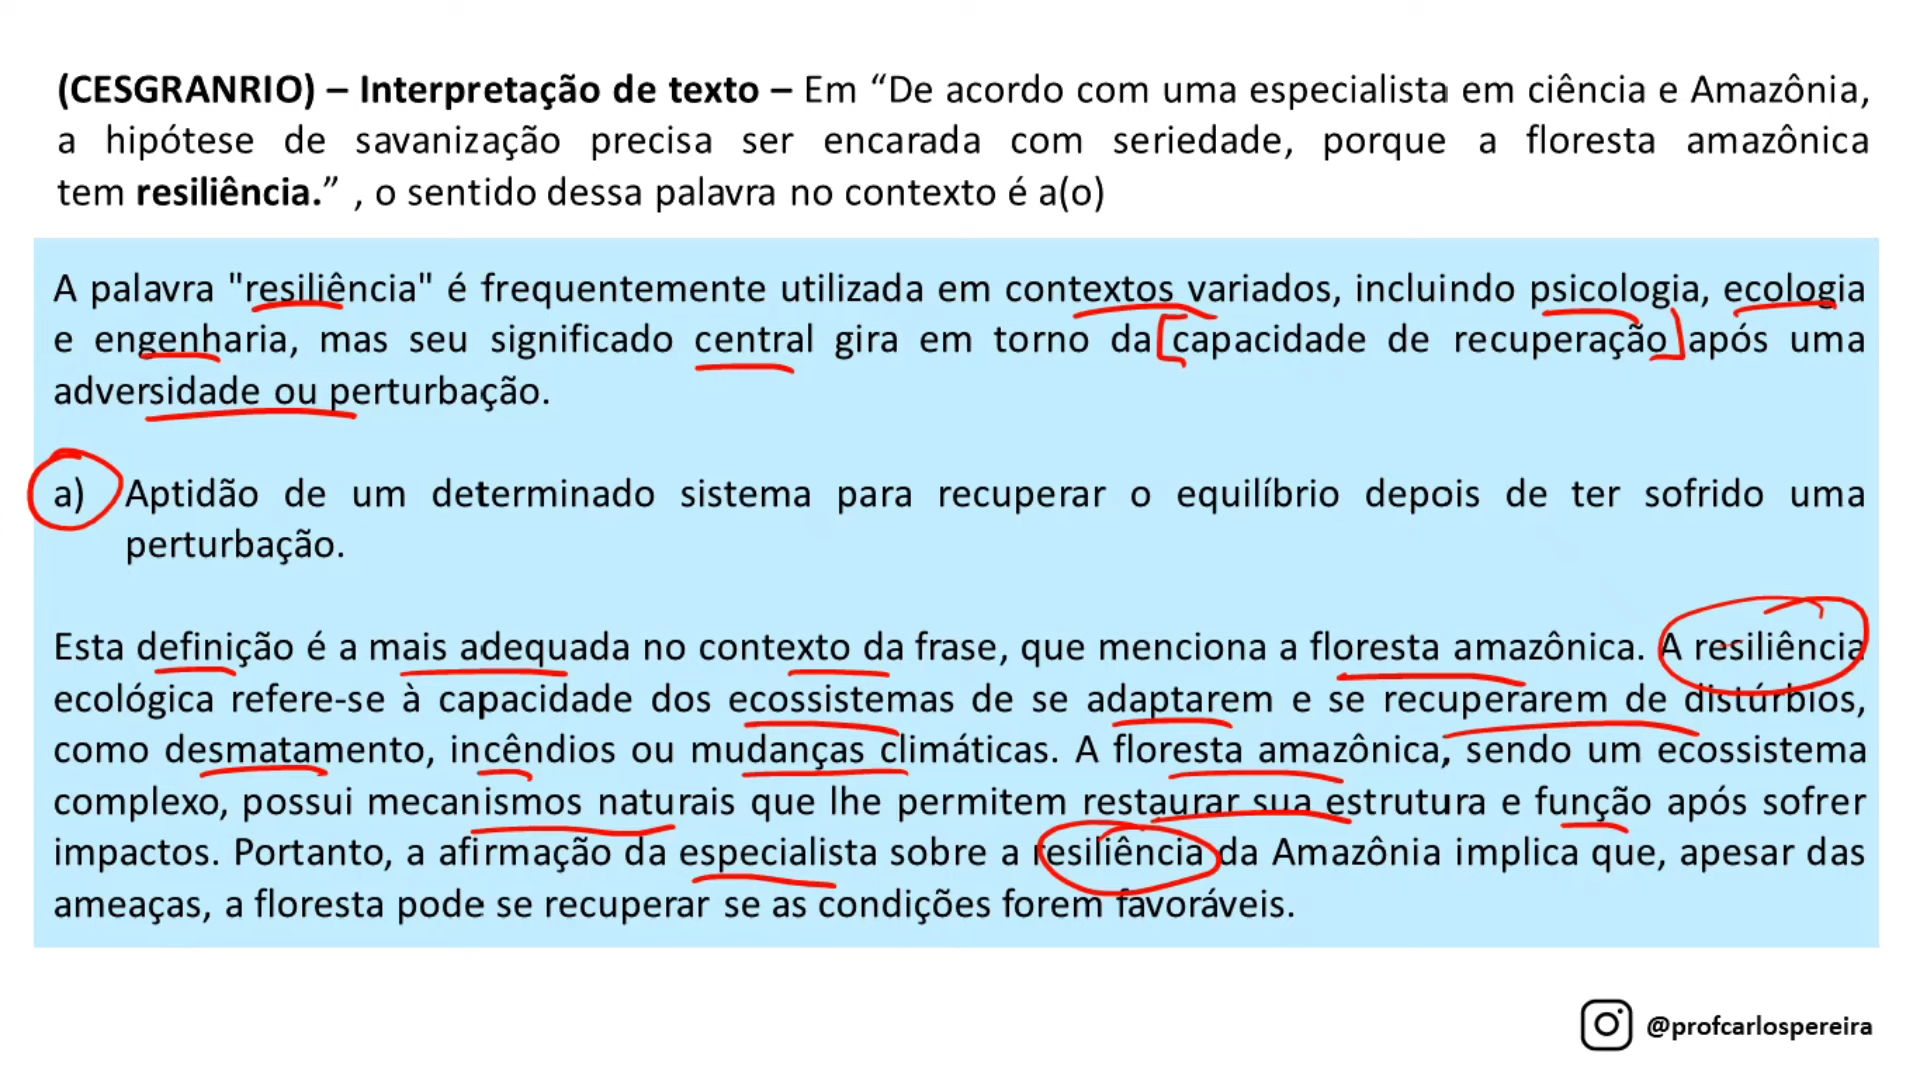 (CESGRANRIO) – Interpretação de texto – Em “De acordo com uma especialista em ciência e Amazônia,
a hipótese de savanização precisa ser encarada com seriedade, porque a floresta amazônica
tem resiliência.” , o sentido dessa palavra no contexto é a(o)
A palavra "resiliência" é frequentemente utilizada em contextos variados, incluindo psicologia, ecologia
e engenharia, mas seu significado central gira em torno da capacidade de recuperação após uma
adversidade ou perturbação.
a) Aptidão de um determinado sistema para recuperar o equilíbrio depois de ter sofrido uma
perturbação.
Esta definição é a mais adequada no contexto da frase, que menciona a floresta amazônica. A resiliência
ecológica refere-se à capacidade dos ecossistemas de se adaptarem e se recuperarem de distúrbios,
como desmatamento, incêndios ou mudanças climáticas. A floresta amazônica, sendo um ecossistema
complexo, possui mecanismos naturais que lhe permitem restaurar sua estrutura e função após sofrer
impactos. Portanto, a afirmação da especialista sobre a resiliência da Amazônia implica que, apesar das
ameaças, a floresta pode se recuperar se as condições forem favoráveis.
@profcarlospereira